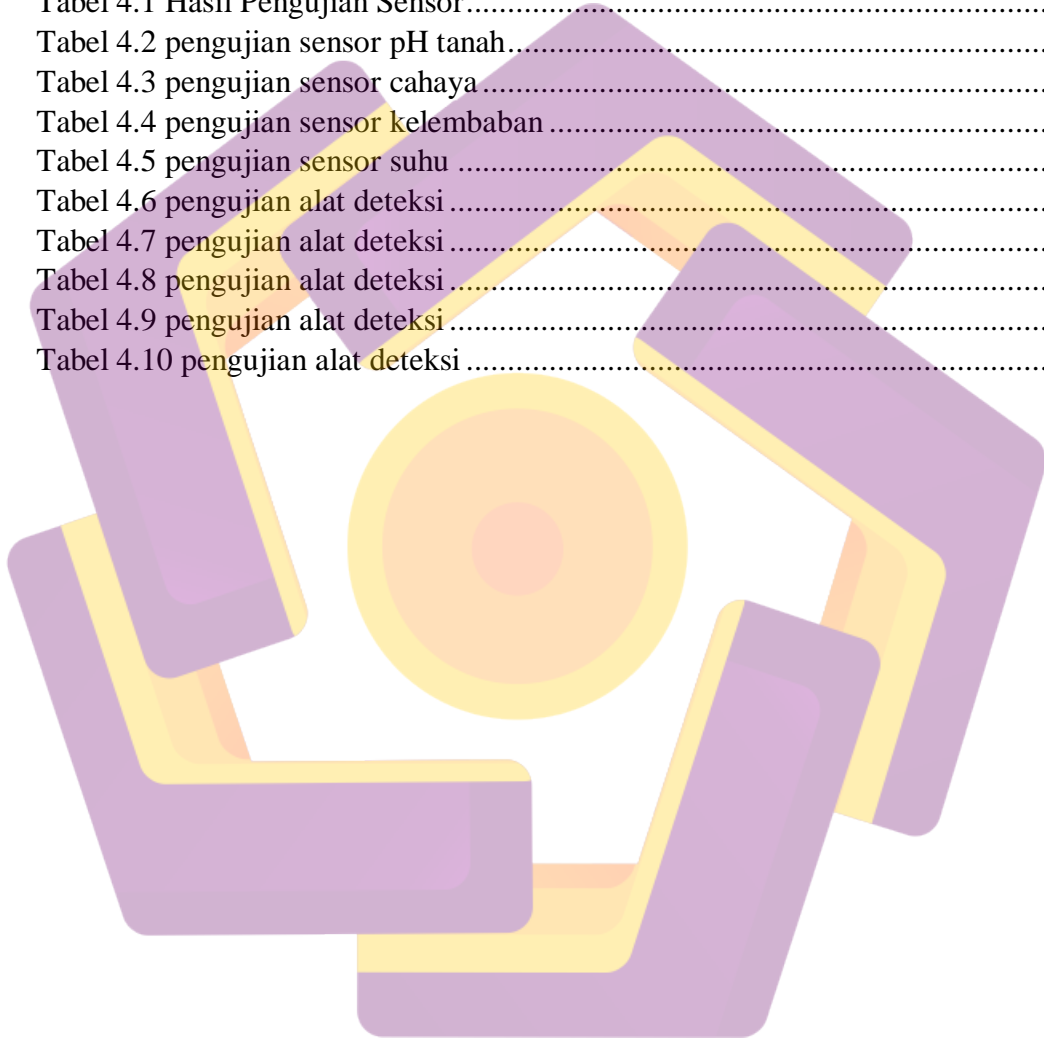 Tabel 4.1 Hasil Pengujian Sensor........................................................................
Tabel 4.2 pengujian sensor pH tanah...................................................................
Tabel 4.3 pengujian sensor cahaya......................................................................
Tabel 4.4 pengujian sensor kelembaban..............................................................
Tabel 4.5 pengujian sensor suhu.........................................................................
Tabel 4.6 pengujian alat deteksi..........................................................................
Tabel 4.7 pengujian alat deteksi..........................................................................
Tabel 4.8 pengujian alat deteksi..........................................................................
Tabel 4.9 pengujian alat deteksi..........................................................................
Tabel 4.10 pengujian alat deteksi........................................................................